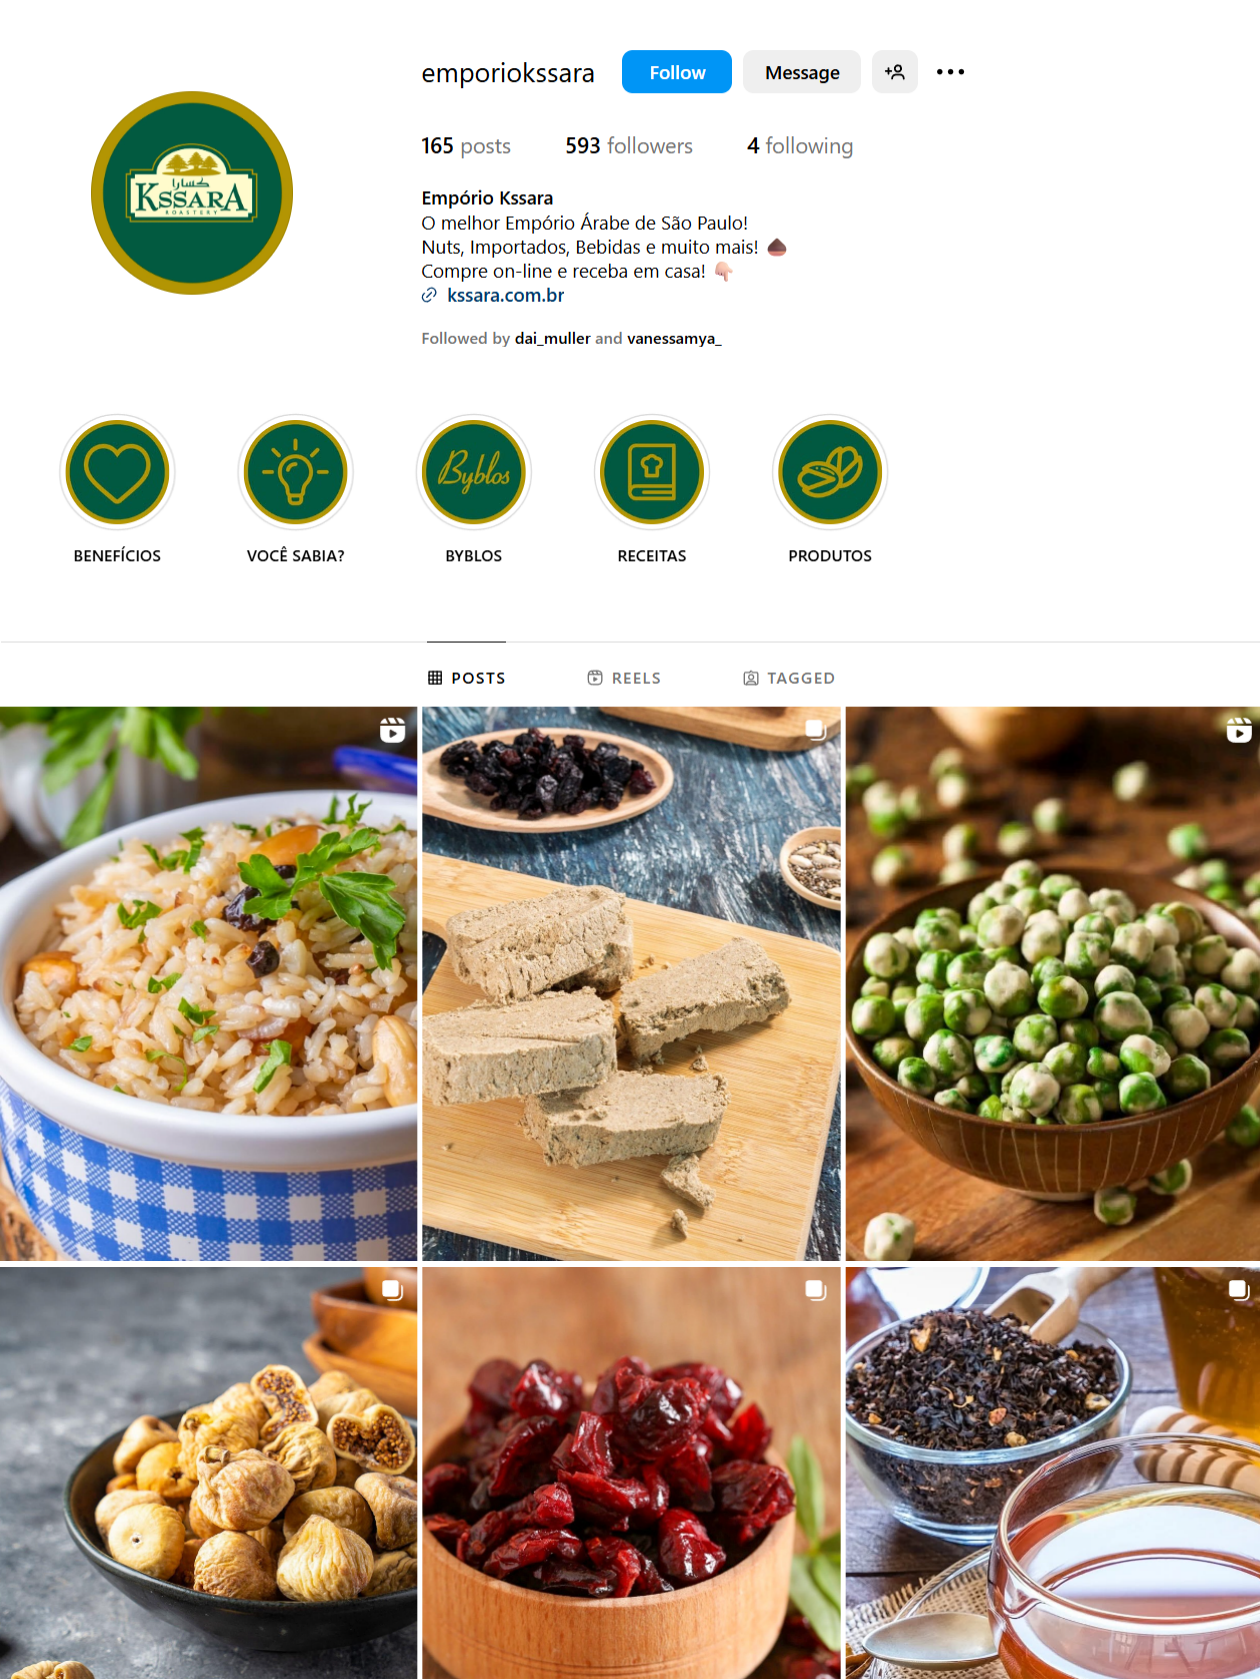 emporiokssara
Follow
Message
165 posts
593 followers
4 following
كسارا
KSSARA
ROASTERY
Empório Kssara
O melhor Empório Árabe de São Paulo!
Nuts, Importados, Bebidas e muito mais! 🌰
Compre on-line e receba em casa! 👇🏻
kssara.com.br
Followed by dai_muller and vanessamya_
Byblos
BENEFÍCIOS
VOCÊ SABIA?
BYBLOS
RECEITAS
PRODUTOS
POSTS
REELS
TAGGED